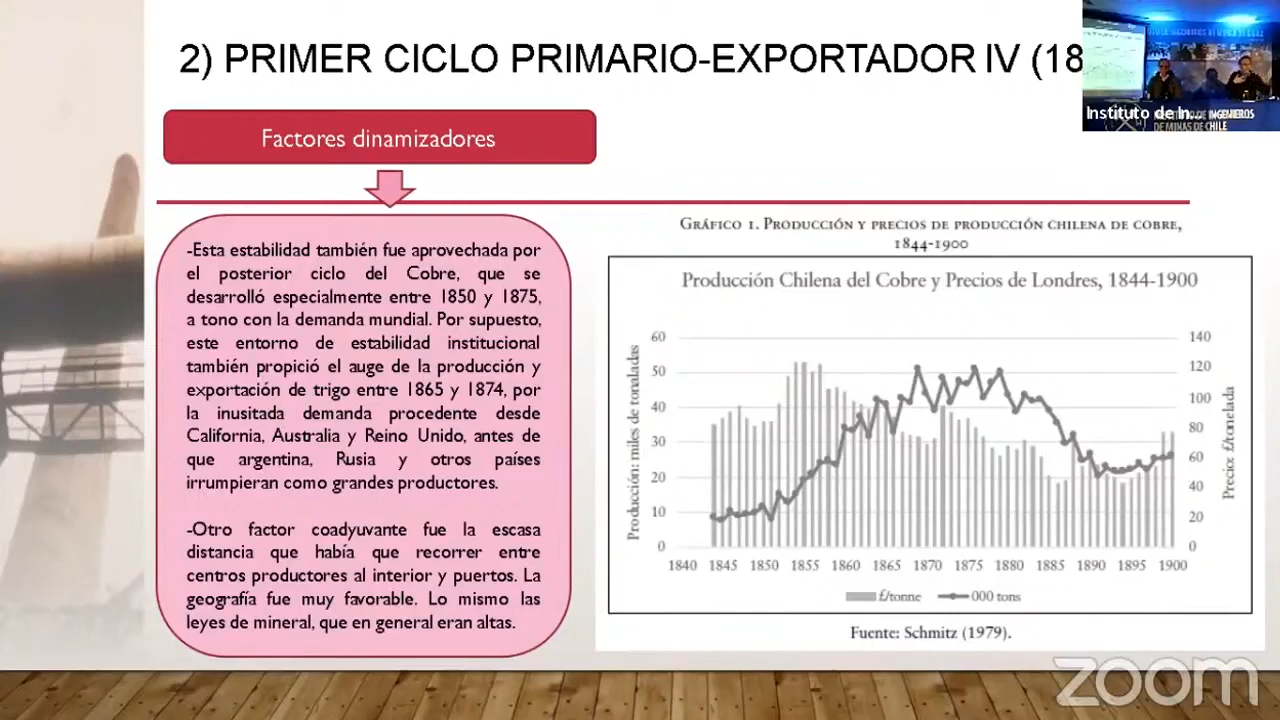 2) PRIMER CICLO PRIMARIO-EXPORTADOR IV (18
Instituto de In...
INGENIEROS
DE MINAS DE CHILE
Factores dinamizadores
-Esta estabilidad también fue aprovechada por
el posterior ciclo del Cobre, que se
desarrolló especialmente entre 1850 y 1875,
a tono con la demanda mundial. Por supuesto,
este entorno de estabilidad institucional
también propició el auge de la producción y
exportación de trigo entre 1865 y 1874, por
la inusitada demanda procedente desde
California, Australia y Reino Unido, antes de
que argentina, Rusia y otros países
irrumpieran como grandes productores.
-Otro factor coadyuvante fue la escasa
distancia que había que recorrer entre
centros productores al interior y puertos. La
geografía fue muy favorable. Lo mismo las
leyes de mineral, que en general eran altas.
Gráfico 1. Producción y precios de producción chilena de cobre,
1844-1900
Producción Chilena del Cobre y Precios de Londres, 1844-1900
Producción: miles de tonaladas
60
50
40
30
20
10
0
140
120
100
80
60
40
20
0
Precio: £/tonelada
1840 1845 1850 1855 1860 1865 1870 1875 1880 1885 1890 1895 1900
£/tonne 000 tons
Fuente: Schmitz (1979).
zoom